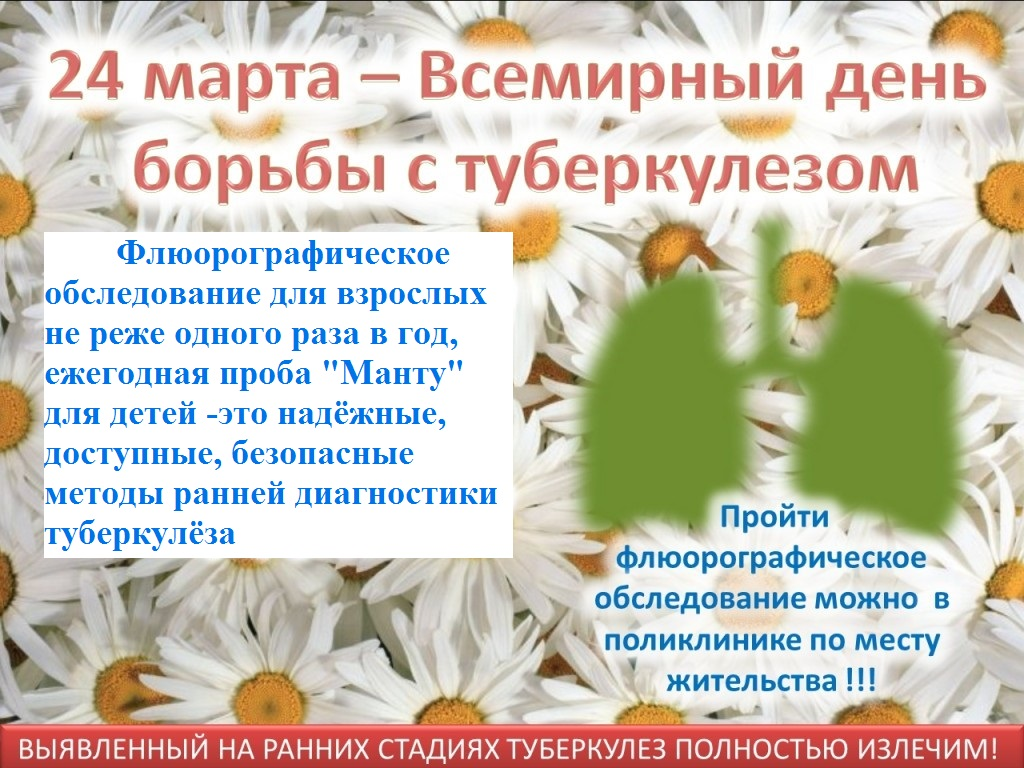 24 марта – Всемирный день
борьбы с туберкулезом
Флюорографическое
обследование для взрослых
не реже одного раза в год,
ежегодная проба "Манту"
для детей -это надёжные,
доступные, безопасные
методы ранней диагностики
туберкулёза
Пройти
флюорографическое
обследование можно в
поликлинике по месту
жительства !!!
ВЫЯВЛЕННЫЙ НА РАННИХ СТАДИЯХ ТУБЕРКУЛЕЗ ПОЛНОСТЬЮ ИЗЛЕЧИМ!